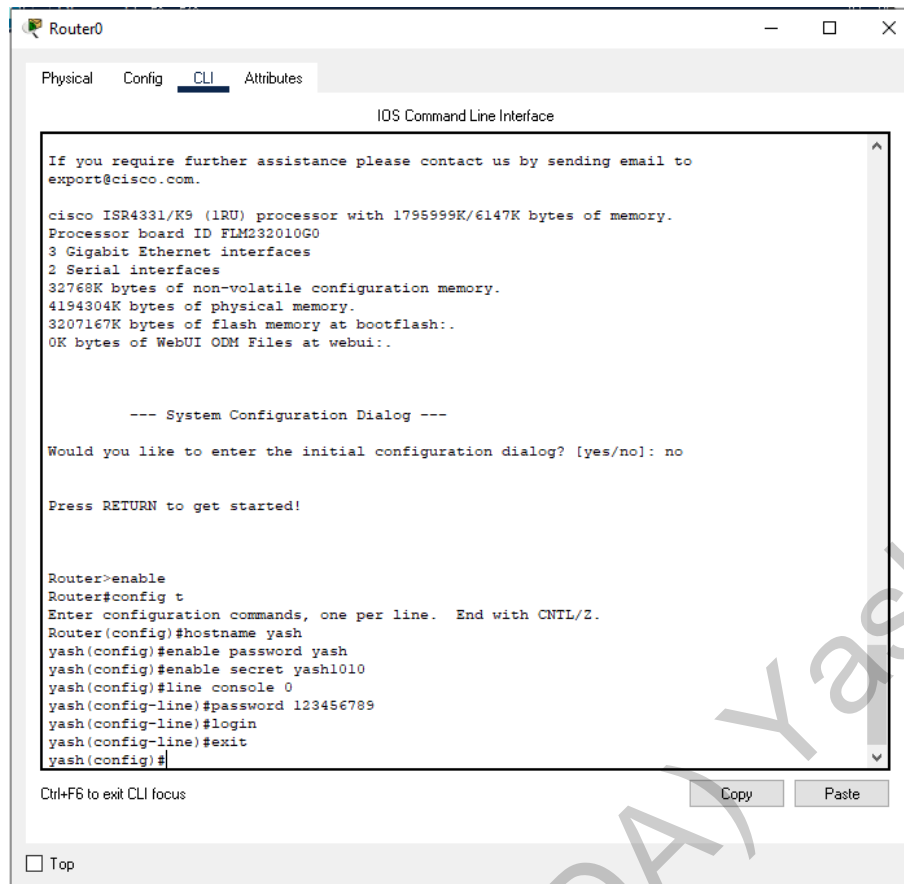 Router0
Physical Config CLI Attributes
IOS Command Line Interface
If you require further assistance please contact us by sending email to
export@cisco.com.
cisco ISR4331/K9 (1RU) processor with 1795999K/6147K bytes of memory.
Processor board ID FLM232010G0
3 Gigabit Ethernet interfaces
2 Serial interfaces
32768K bytes of non-volatile configuration memory.
4194304K bytes of physical memory.
3207167K bytes of flash memory at bootflash:.
0K bytes of WebUI ODM Files at webui:.
--- System Configuration Dialog ---
Would you like to enter the initial configuration dialog? [yes/no]: no
Press RETURN to get started!
Router>enable
Router#config t
Enter configuration commands, one per line.  End with CNTL/Z.
Router(config)#hostname yash
yash(config)#enable password yash
yash(config)#enable secret yash1010
yash(config)#line console 0
yash(config-line)#password 123456789
yash(config-line)#login
yash(config-line)#exit
yash(config)#
Ctrl+F6 to exit CLI focus
Copy Paste
Top